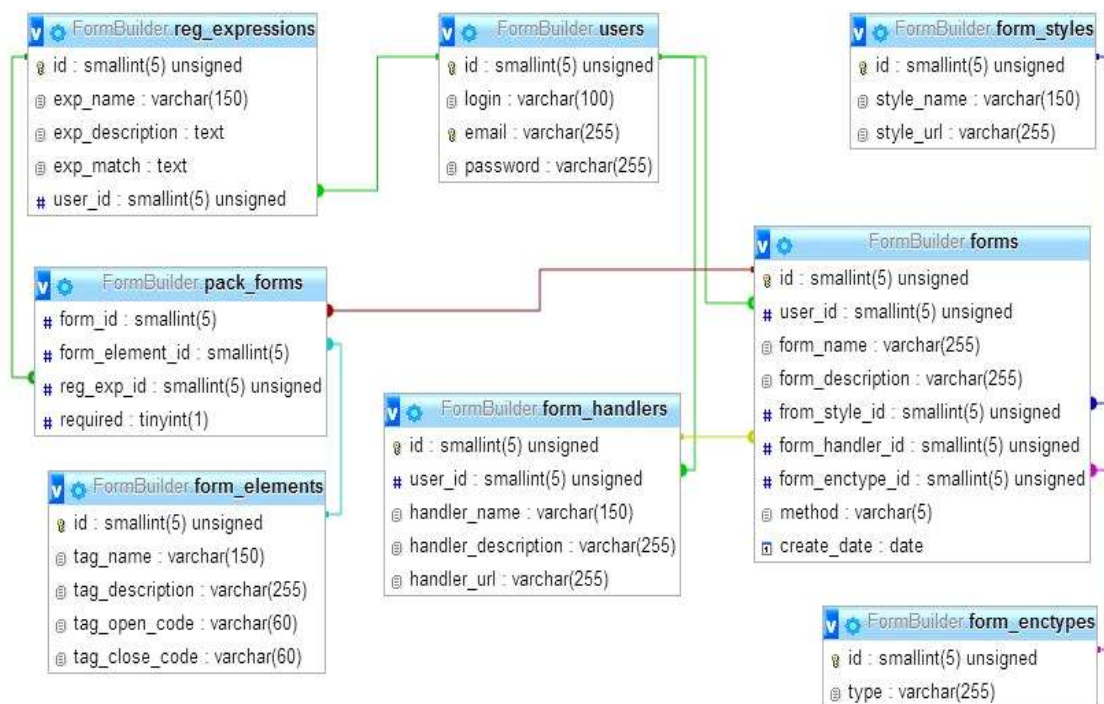 FormBuilder.reg_expressions
id : smallint(5) unsigned
exp_name : varchar(150)
exp_description : text
exp_match : text
# user_id : smallint(5) unsigned
FormBuilder.users
id : smallint(5) unsigned
login : varchar(100)
email : varchar(255)
password : varchar(255)
FormBuilder.form_styles
id : smallint(5) unsigned
style_name : varchar(150)
style_url : varchar(255)
FormBuilder.pack_forms
# form_id : smallint(5)
# form_element_id : smallint(5)
# reg_exp_id : smallint(5) unsigned
# required : tinyint(1)
FormBuilder.forms
id : smallint(5) unsigned
# user_id : smallint(5) unsigned
form_name : varchar(255)
form_description : varchar(255)
# from_style_id : smallint(5) unsigned
# form_handler_id : smallint(5) unsigned
# form_enctype_id : smallint(5) unsigned
method : varchar(5)
create_date : date
FormBuilder.form_handlers
id : smallint(5) unsigned
# user_id : smallint(5) unsigned
handler_name : varchar(150)
handler_description : varchar(255)
handler_url : varchar(255)
FormBuilder.form_elements
id : smallint(5) unsigned
tag_name : varchar(150)
tag_description : varchar(255)
tag_open_code : varchar(60)
tag_close_code : varchar(60)
FormBuilder.form_enctypes
id : smallint(5) unsigned
type : varchar(255)